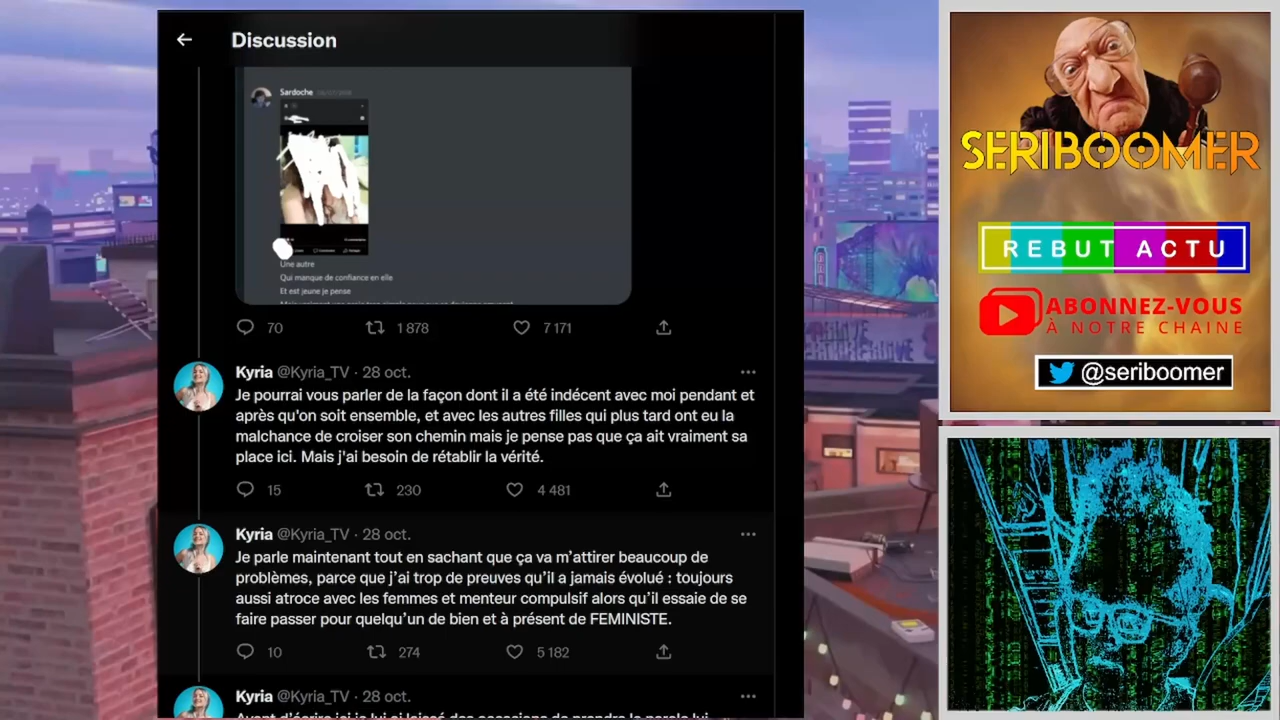 Discussion
Sardoche
Une autre
Qui manque de confiance en elle
Et est jeune je pense
70 1 878 7 171
Kyria @Kyria_TV · 28 oct.
Je pourrai vous parler de la façon dont il a été indécent avec moi pendant et
après qu'on soit ensemble, et avec les autres filles qui plus tard ont eu la
malchance de croiser son chemin mais je pense pas que ça ait vraiment sa
place ici. Mais j'ai besoin de rétablir la vérité.
15 230 4 481
Kyria @Kyria_TV · 28 oct.
Je parle maintenant tout en sachant que ça va m'attirer beaucoup de
problèmes, parce que j'ai trop de preuves qu'il a jamais évolué : toujours
aussi atroce avec les femmes et menteur compulsif alors qu'il essaie de se
faire passer pour quelqu'un de bien et à présent de FEMINISTE.
10 274 5 182
Kyria @Kyria_TV · 28 oct.
SERIBOOMER
REBUT ACTU
ABONNEZ-VOUS
À NOTRE CHAINE
@seriboomer